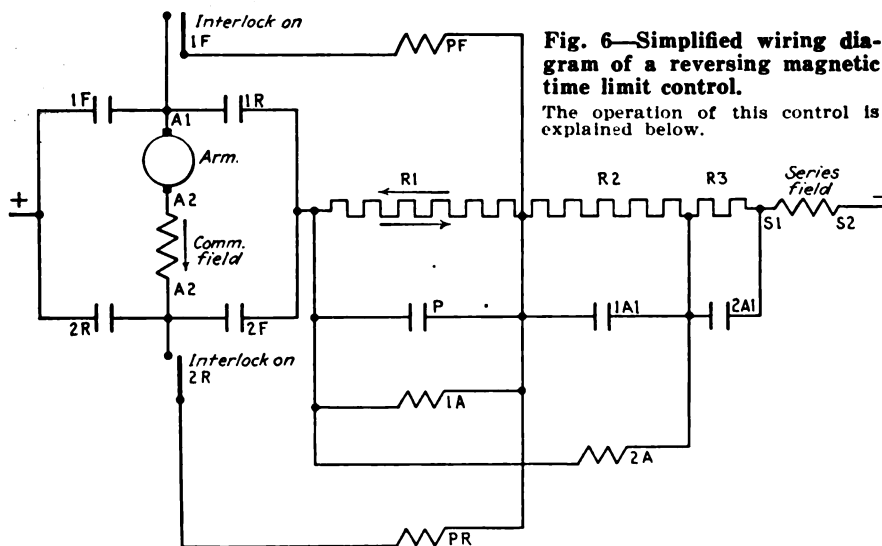 Interlock on
1F
PF
Fig. 6—Simplified wiring dia-
gram of a reversing magnetic
time limit control.
The operation of this control is
explained below.
1F
1R
A1
Arm.
A2
+
Comm.
field
A2
2R
2F
R1
R2
R3
Series
field
S1
S2
−
P
1A1
2A1
Interlock on
2R
1A
2A
PR